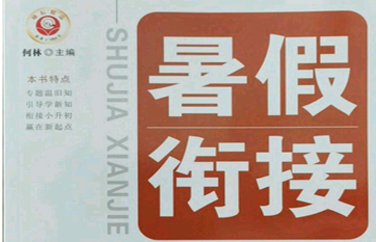 何林○主编
本书特点
专题温旧知
引导学新知
衔接小升初
赢在新起点
SHUJIA XIANJIE
暑假
衔接